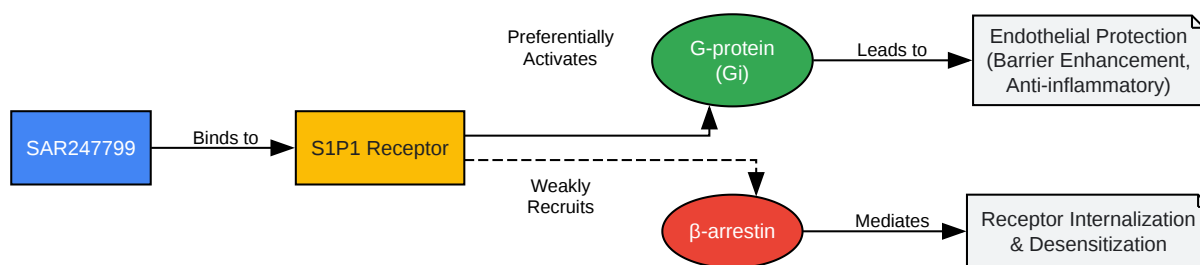 SAR247799
Binds to
S1P1 Receptor
Preferentially
Activates
G-protein
(Gi)
Leads to
Endothelial Protection
(Barrier Enhancement,
Anti-inflammatory)
Weakly
Recruits
β-arrestin
Mediates
Receptor Internalization
& Desensitization